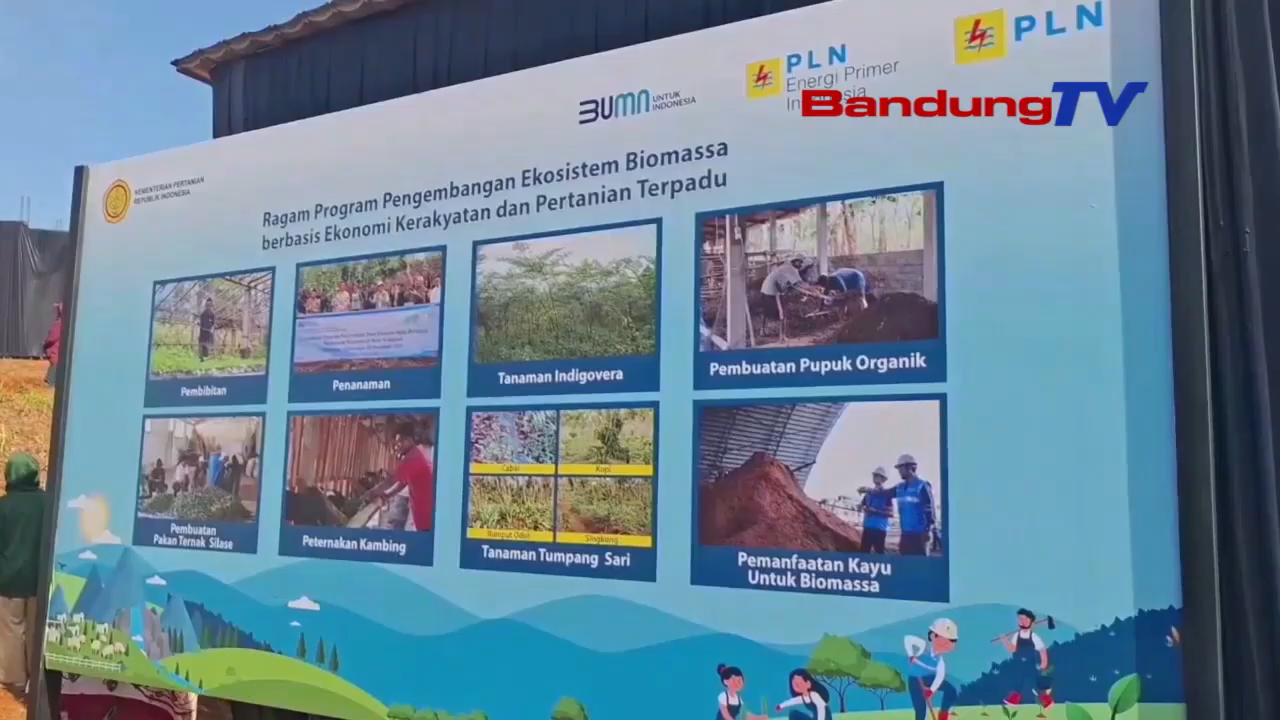 PLN
PLN
Energi Primer
In
BandungTV
BUMN
UNTUK
INDONESIA
KEMENTERIAN PERTANIAN
REPUBLIK INDONESIA
Ragam Program Pengembangan Ekosistem Biomassa
berbasis Ekonomi Kerakyatan dan Pertanian Terpadu
Pembibitan
Penanaman
Tanaman Indigovera
Pembuatan Pupuk Organik
Pembuatan
Pakan Ternak Silase
Peternakan Kambing
Cabai
Kopi
Rumput Odot
Singkong
Tanaman Tumpang Sari
Pemanfaatan Kayu
Untuk Biomassa